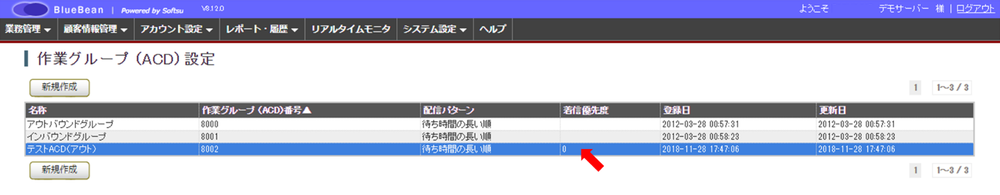 BlueBean | Powered by Softsu V8.12.0 ようこそ デモサーバー 様 | ログアウト
業務管理 ▼ 顧客情報管理 ▼ アカウント設定 ▼ レポート・履歴 ▼ リアルタイムモニタ システム設定 ▼ ヘルプ
作業グループ (ACD) 設定
新規作成 1 1〜3 / 3
名称 作業グループ (ACD)番号▲ 配信パターン 着信優先度 登録日 更新日
アウトバウンドグループ 8000 待ち時間の長い順 2012-03-28 00:57:31 2012-03-28 00:57:31
インバウンドグループ 8001 待ち時間の長い順 2012-03-28 00:58:23 2012-03-28 00:58:23
テストACD(アウト) 8002 待ち時間の長い順 0 2018-11-28 17:47:06 2018-11-28 17:47:06
新規作成 1 1〜3 / 3